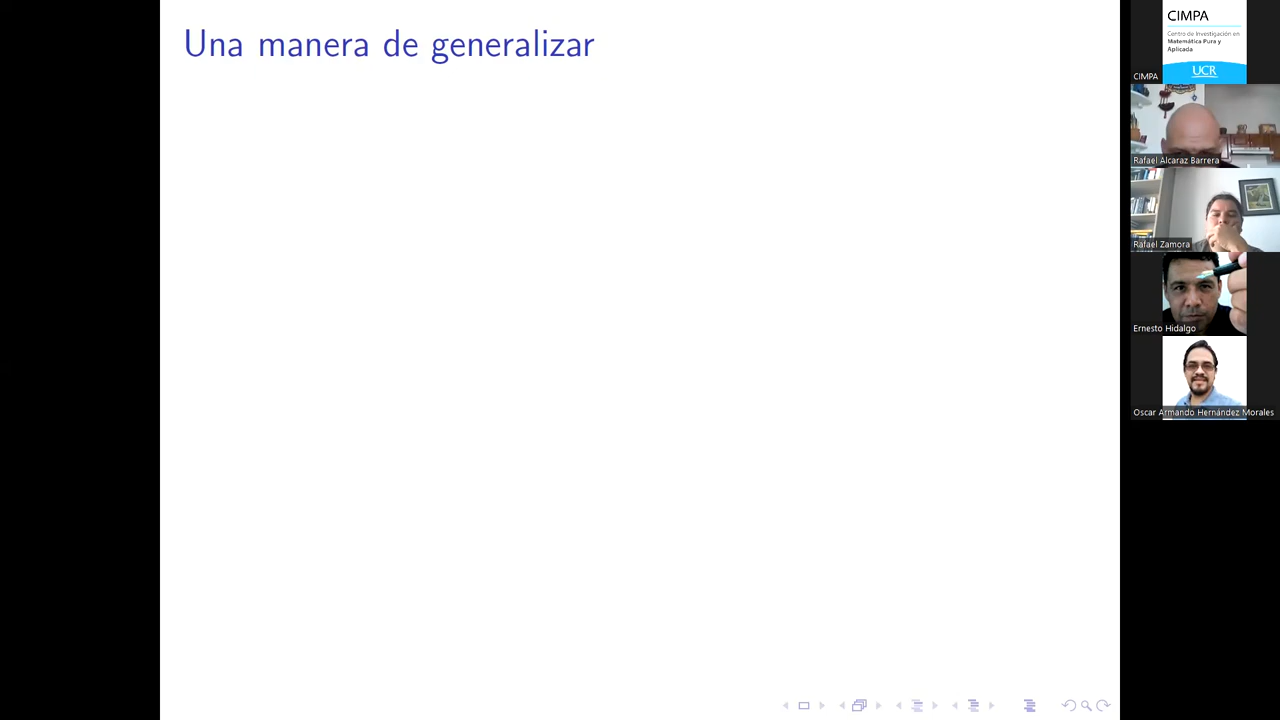 Una manera de generalizar
CIMPA
Centro de Investigación en
Matemática Pura y
Aplicada
UCR
CIMPA
Rafael Alcaraz Barrera
Rafael Zamora
Ernesto Hidalgo
Oscar Armando Hernández Morales